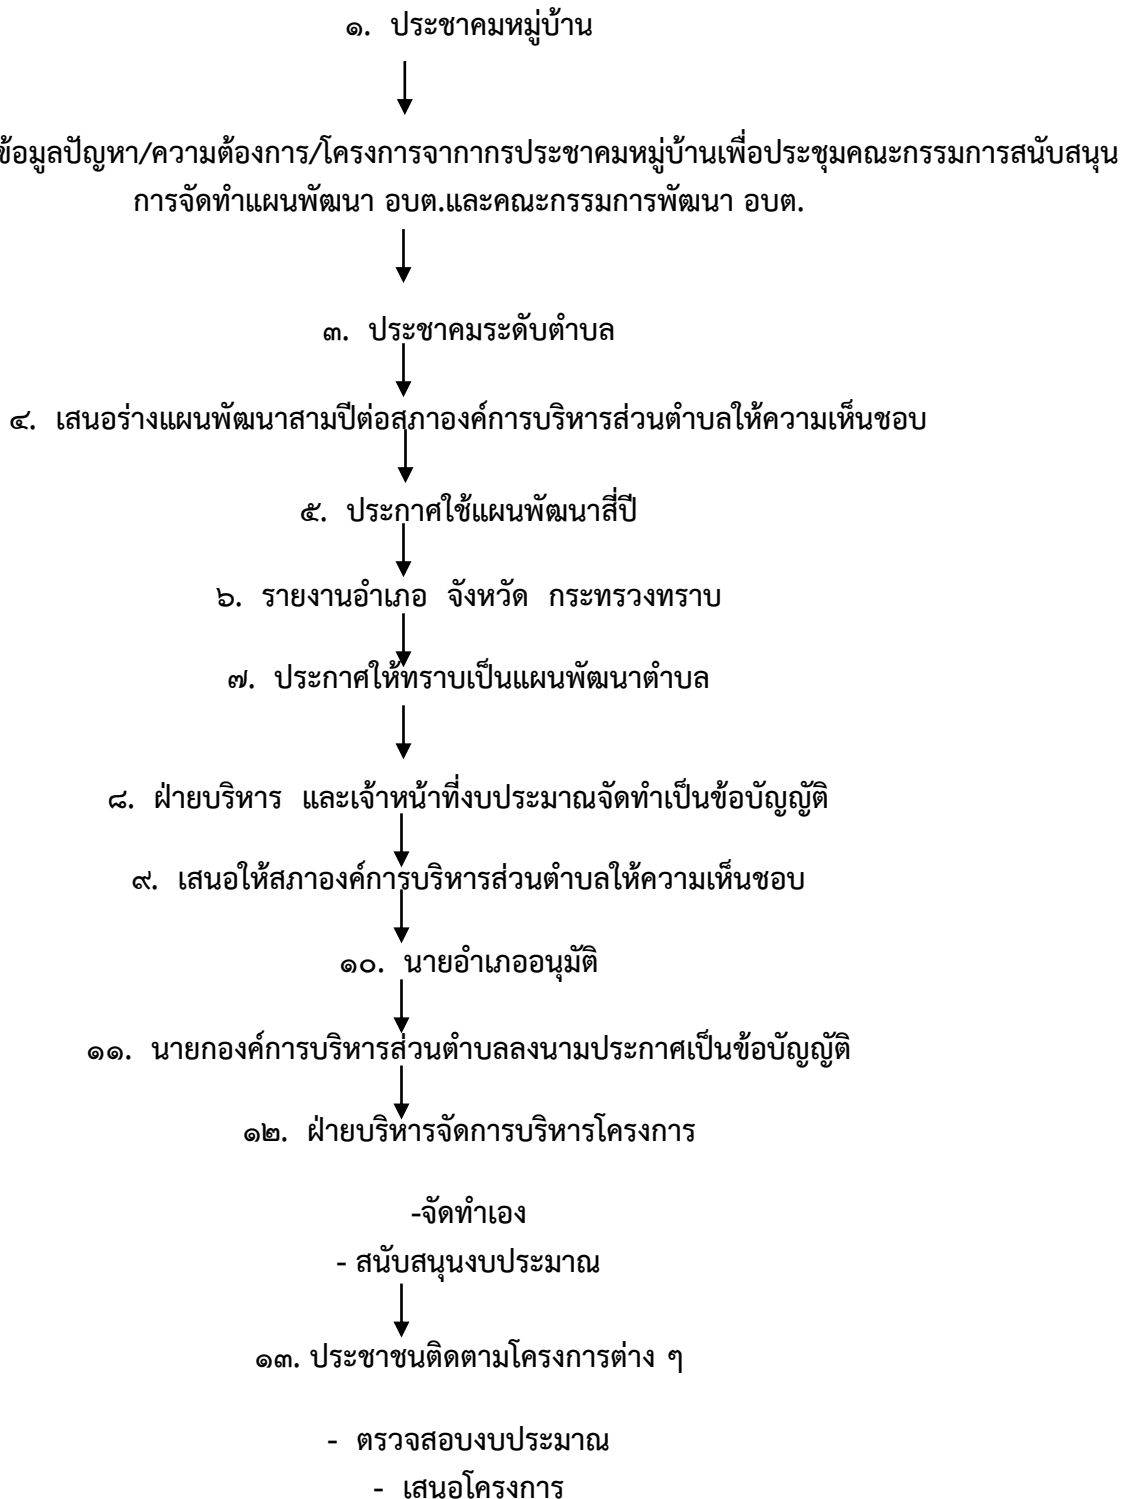 ๑. ประชาคมหมู่บ้าน
ข้อมูลปัญหา/ความต้องการ/โครงการจากากรประชาคมหมู่บ้านเพื่อประชุมคณะกรรมการสนับสนุน
การจัดทำแผนพัฒนา อบต.และคณะกรรมการพัฒนา อบต.
๓. ประชาคมระดับตำบล
๔. เสนอร่างแผนพัฒนาสามปีต่อสภาองค์การบริหารส่วนตำบลให้ความเห็นชอบ
๕. ประกาศใช้แผนพัฒนาสี่ปี
๖. รายงานอำเภอ จังหวัด กระทรวงทราบ
๗. ประกาศให้ทราบเป็นแผนพัฒนาตำบล
๘. ฝ่ายบริหาร และเจ้าหน้าที่งบประมาณจัดทำเป็นข้อบัญญัติ
๙. เสนอให้สภาองค์การบริหารส่วนตำบลให้ความเห็นชอบ
๑๐. นายอำเภออนุมัติ
๑๑. นายกองค์การบริหารส่วนตำบลลงนามประกาศเป็นข้อบัญญัติ
๑๒. ฝ่ายบริหารจัดการบริหารโครงการ
-จัดทำเอง
- สนับสนุนงบประมาณ
๑๓. ประชาชนติดตามโครงการต่าง ๆ
- ตรวจสอบงบประมาณ
- เสนอโครงการ